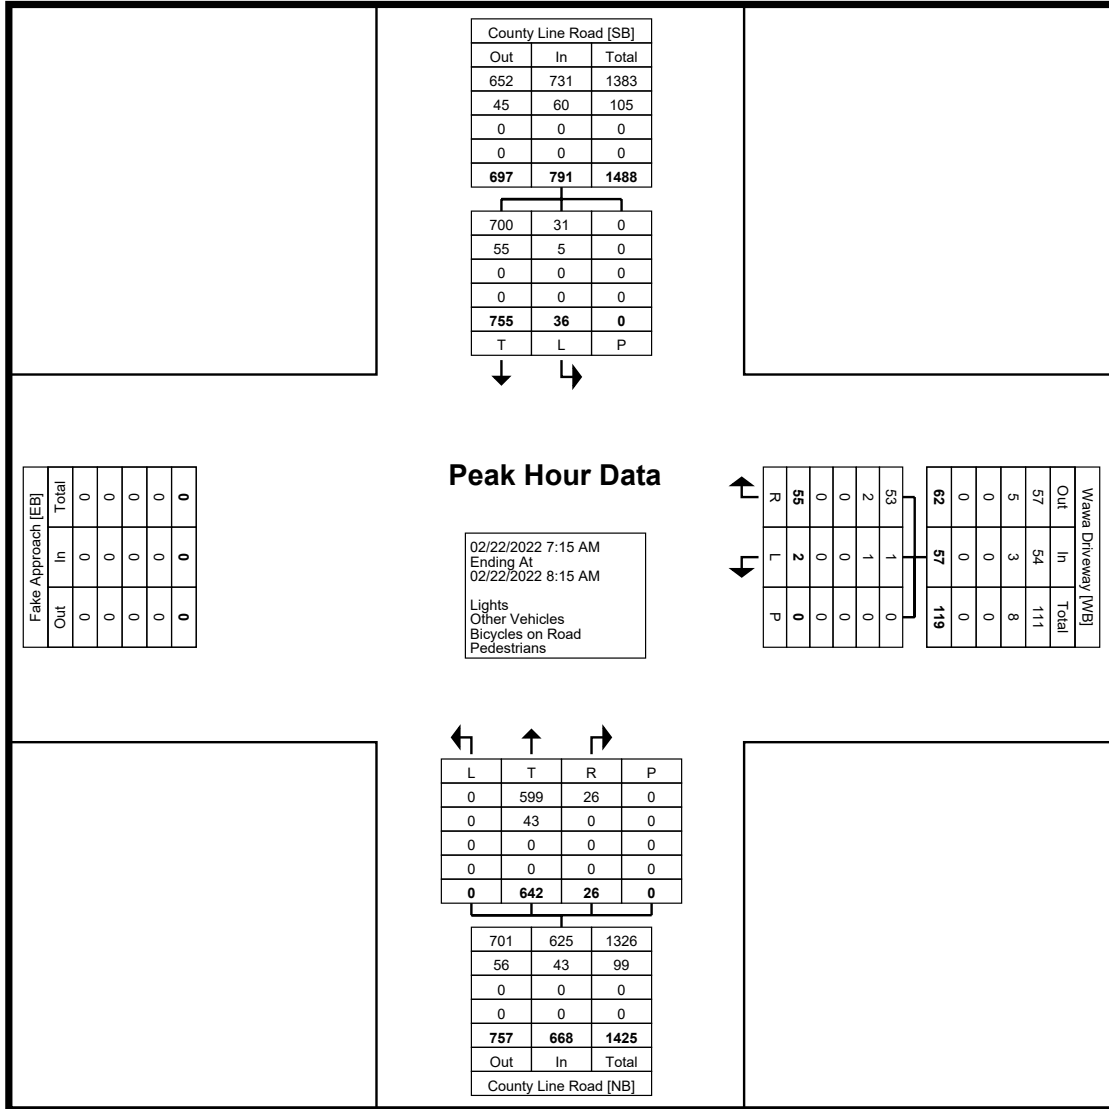 County Line Road [SB]
Out In Total
652 731 1383
45 60 105
0 0 0
0 0 0
697 791 1488
700 31 0
55 5 0
0 0 0
0 0 0
755 36 0
T L P
Fake Approach [EB]
Total 0 0 0 0 0
In 0 0 0 0 0
Out 0 0 0 0 0
Peak Hour Data
02/22/2022 7:15 AM
Ending At
02/22/2022 8:15 AM
Lights
Other Vehicles
Bicycles on Road
Pedestrians
R 55 0 0 2 53
L 2 0 0 1 1
P 0 0 0 0 0
Wawa Driveway [WB]
Out In Total
57 54 111
5 3 8
0 0 0
0 0 0
62 57 119
L T R P
0 599 26 0
0 43 0 0
0 0 0 0
0 0 0 0
0 642 26 0
701 625 1326
56 43 99
0 0 0
0 0 0
757 668 1425
Out In Total
County Line Road [NB]